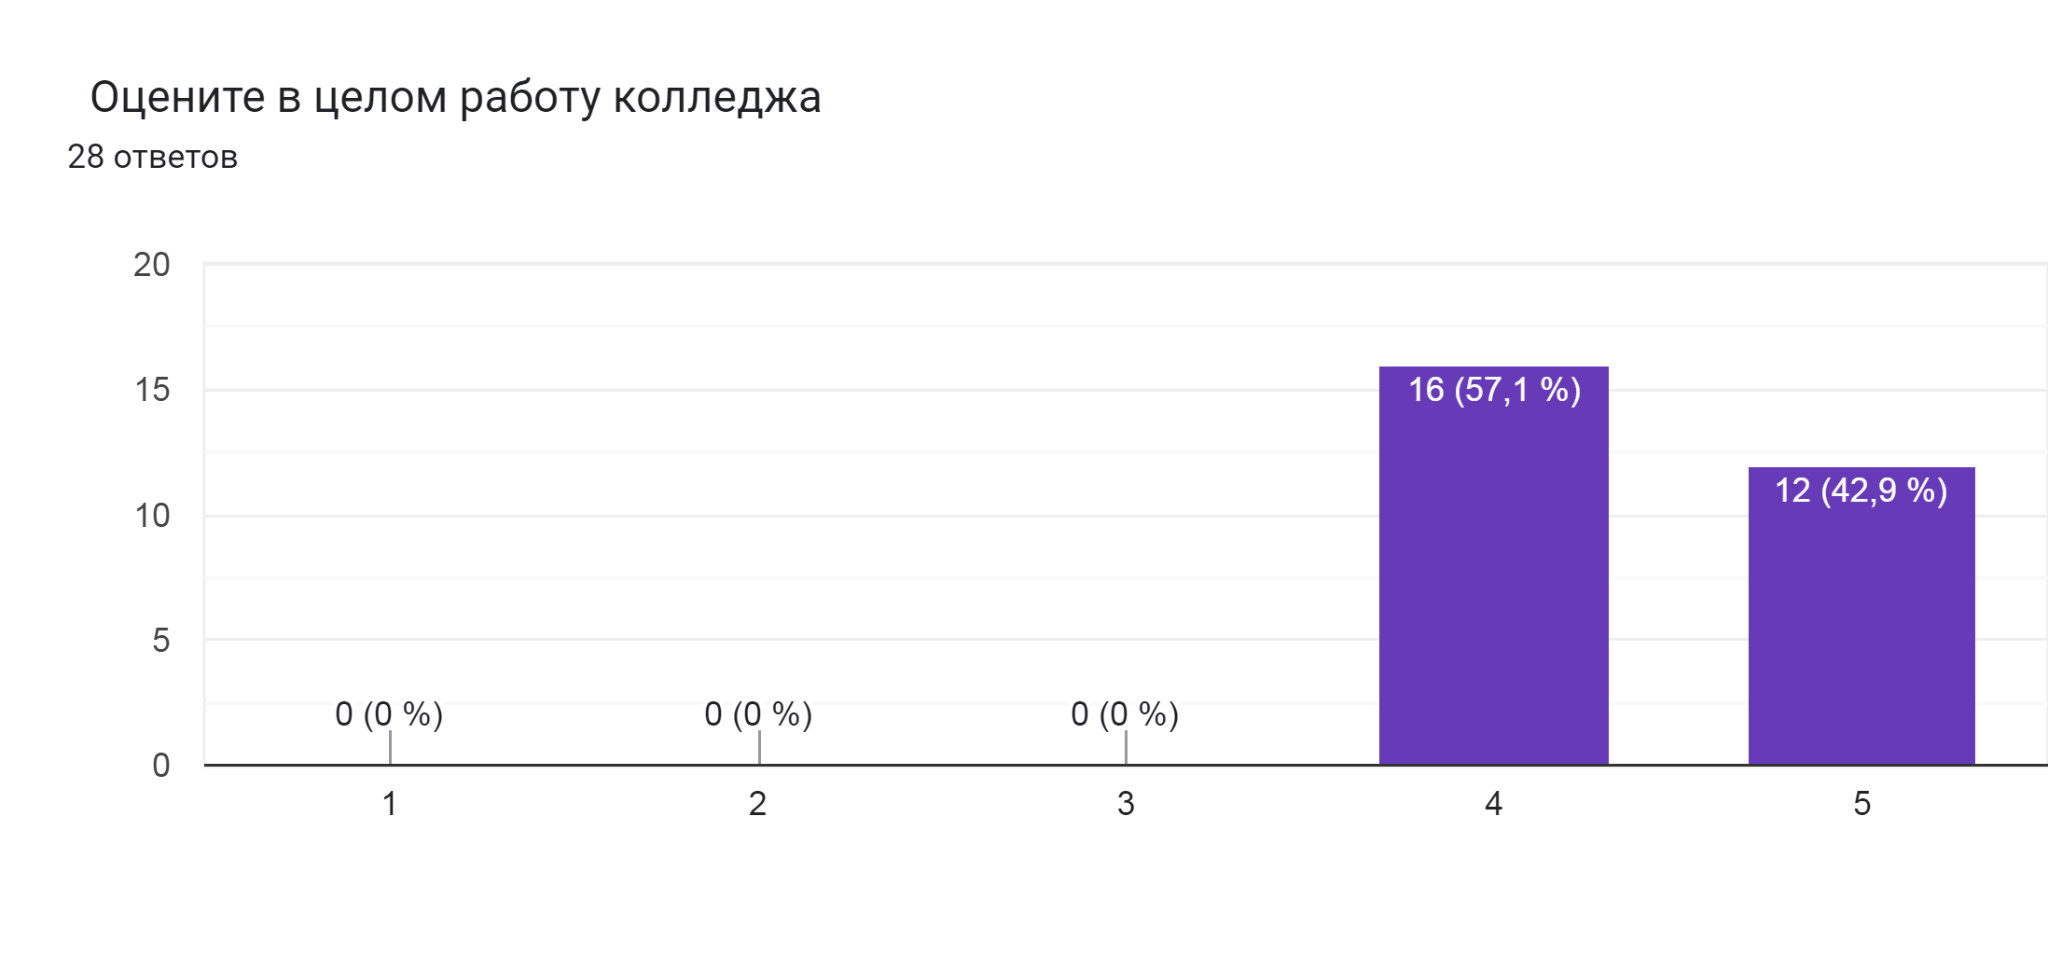 Оцените в целом работу колледжа
28 ответов
20
15
10
5
0
0 (0 %)
0 (0 %)
0 (0 %)
16 (57,1 %)
12 (42,9 %)
1
2
3
4
5